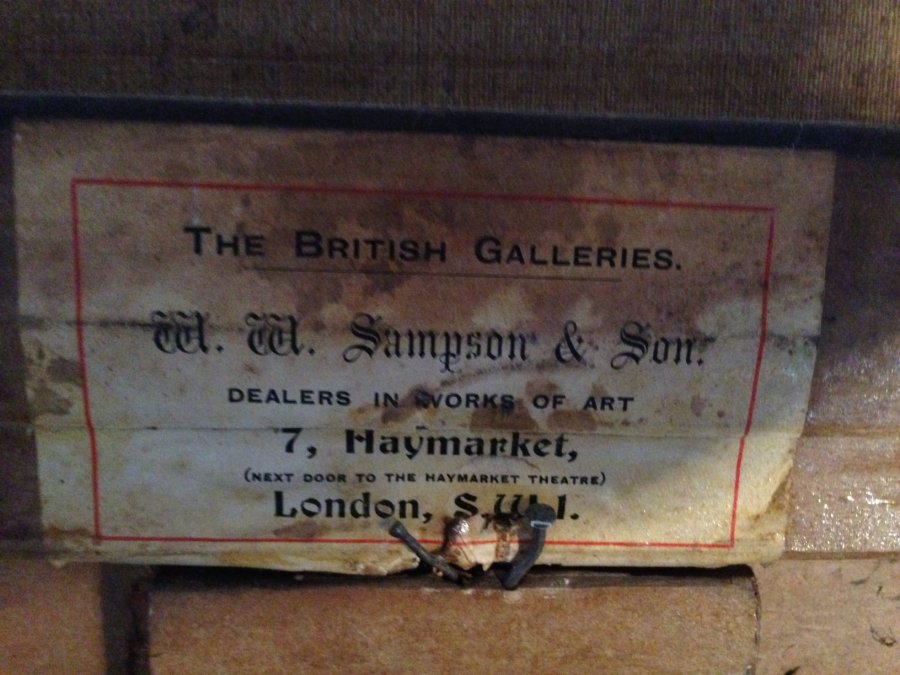 THE BRITISH GALLERIES.
W. W. Sampson & Son.
DEALERS IN WORKS OF ART
7, Haymarket,
(NEXT DOOR TO THE HAYMARKET THEATRE)
London, S.W.1.